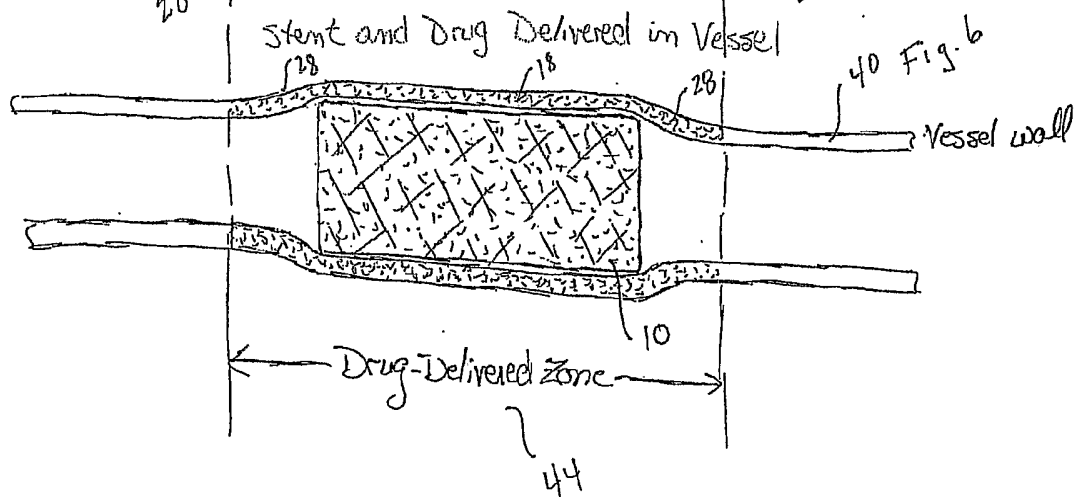 20
Stent and Drug Delivered in Vessel
28
18
28
40 Fig. 6
Vessel wall
10
Drug-Delivered Zone
44